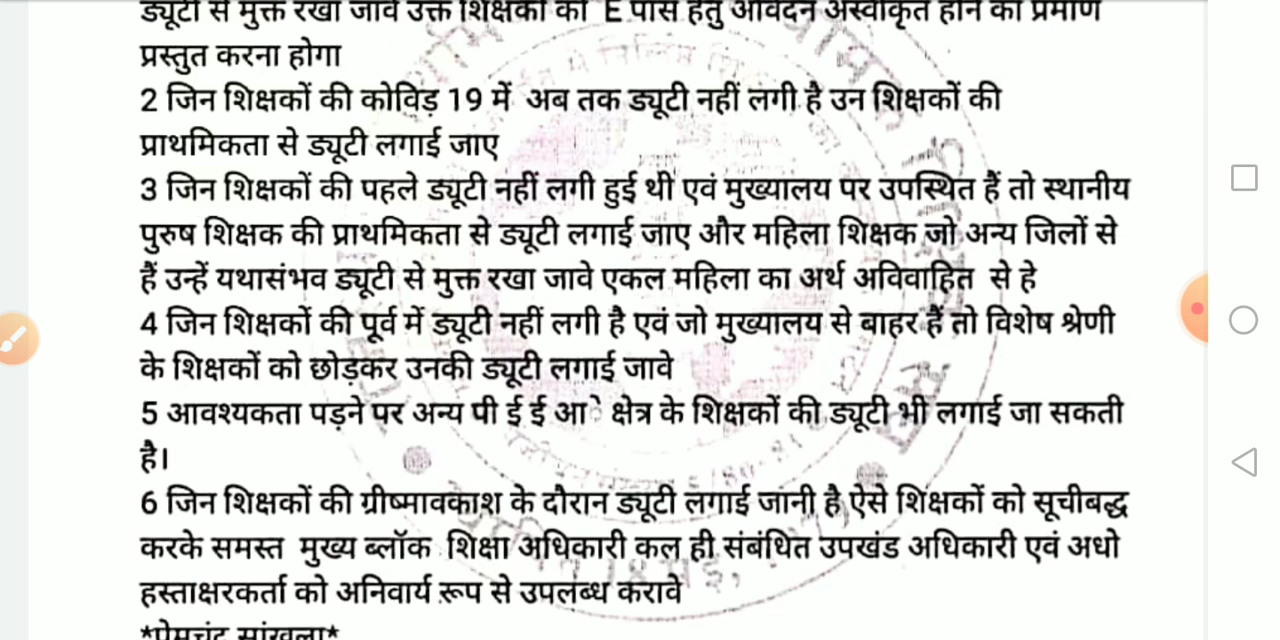 ड्यूटी से मुक्त रखा जावे उक्त शिक्षकों को E पास हेतु आवेदन अस्वीकृत होने का प्रमाण
प्रस्तुत करना होगा
2 जिन शिक्षकों की कोविड़ 19 में अब तक ड्यूटी नहीं लगी है उन शिक्षकों की
प्राथमिकता से ड्यूटी लगाई जाए
3 जिन शिक्षकों की पहले ड्यूटी नहीं लगी हुई थी एवं मुख्यालय पर उपस्थित हैं तो स्थानीय
पुरुष शिक्षक की प्राथमिकता से ड्यूटी लगाई जाए और महिला शिक्षक जो अन्य जिलों से
हैं उन्हें यथासंभव ड्यूटी से मुक्त रखा जावे एकल महिला का अर्थ अविवाहित से हे
4 जिन शिक्षकों की पूर्व में ड्यूटी नहीं लगी है एवं जो मुख्यालय से बाहर हैं तो विशेष श्रेणी
के शिक्षकों को छोड़कर उनकी ड्यूटी लगाई जावे
5 आवश्यकता पड़ने पर अन्य पी ई ई आे क्षेत्र के शिक्षकों की ड्यूटी भी लगाई जा सकती
है।
6 जिन शिक्षकों की ग्रीष्मावकाश के दौरान ड्यूटी लगाई जानी है ऐसे शिक्षकों को सूचीबद्ध
करके समस्त मुख्य ब्लॉक शिक्षा अधिकारी कल ही संबंधित उपखंड अधिकारी एवं अधो
हस्ताक्षरकर्ता को अनिवार्य रूप से उपलब्ध करावे
*प्रेमचंद सांखला*